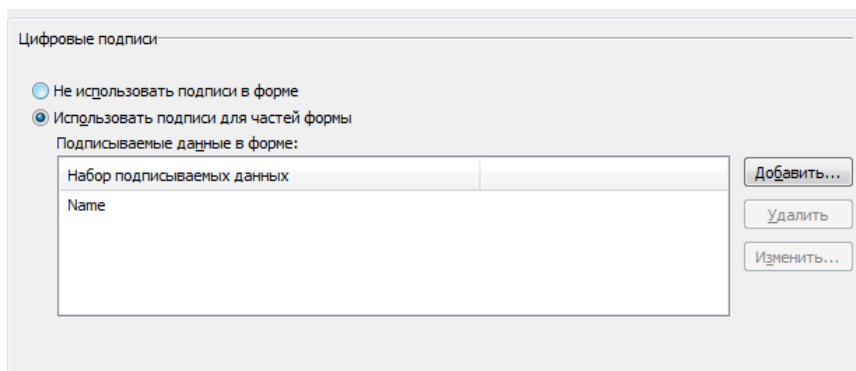 Цифровые подписи
Не использовать подписи в форме
Использовать подписи для частей формы
Подписываемые данные в форме:
Набор подписываемых данных
Добавить...
Name
Удалить
Изменить...